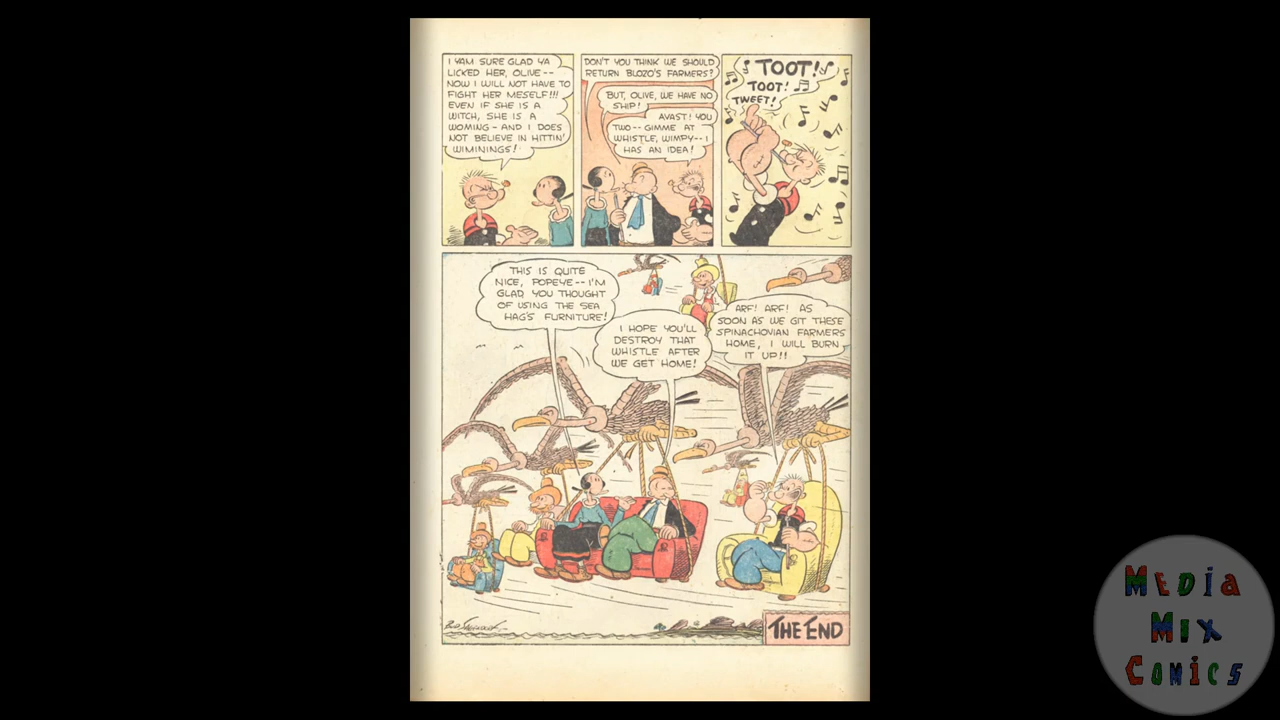 I YAM SURE GLAD YA
LICKED HER, OLIVE--
NOW I WILL NOT HAVE TO
FIGHT HER MESELF!!!
EVEN IF SHE IS A
WITCH, SHE IS A
WOMING - AND I DOES
NOT BELIEVE IN HITTIN'
WIMININGS!
DON'T YOU THINK WE SHOULD
RETURN BLOZO'S FARMERS?
BUT, OLIVE, WE HAVE NO
SHIP!
AVAST! YOU
TWO-- GIMME AT
WHISTLE, WIMPY-- I
HAS AN IDEA!
TOOT!
TOOT!
TWEET!
THIS IS QUITE
NICE, POPEYE-- I'M
GLAD YOU THOUGHT
OF USING THE SEA
HAG'S FURNITURE!
I HOPE YOU'LL
DESTROY THAT
WHISTLE AFTER
WE GET HOME!
ARF! ARF! AS
SOON AS WE GIT THESE
SPINACHOVIAN FARMERS
HOME, I WILL BURN
IT UP!!
BUD SAGENDORF
THE END
MEDIA
MIX
COMICS